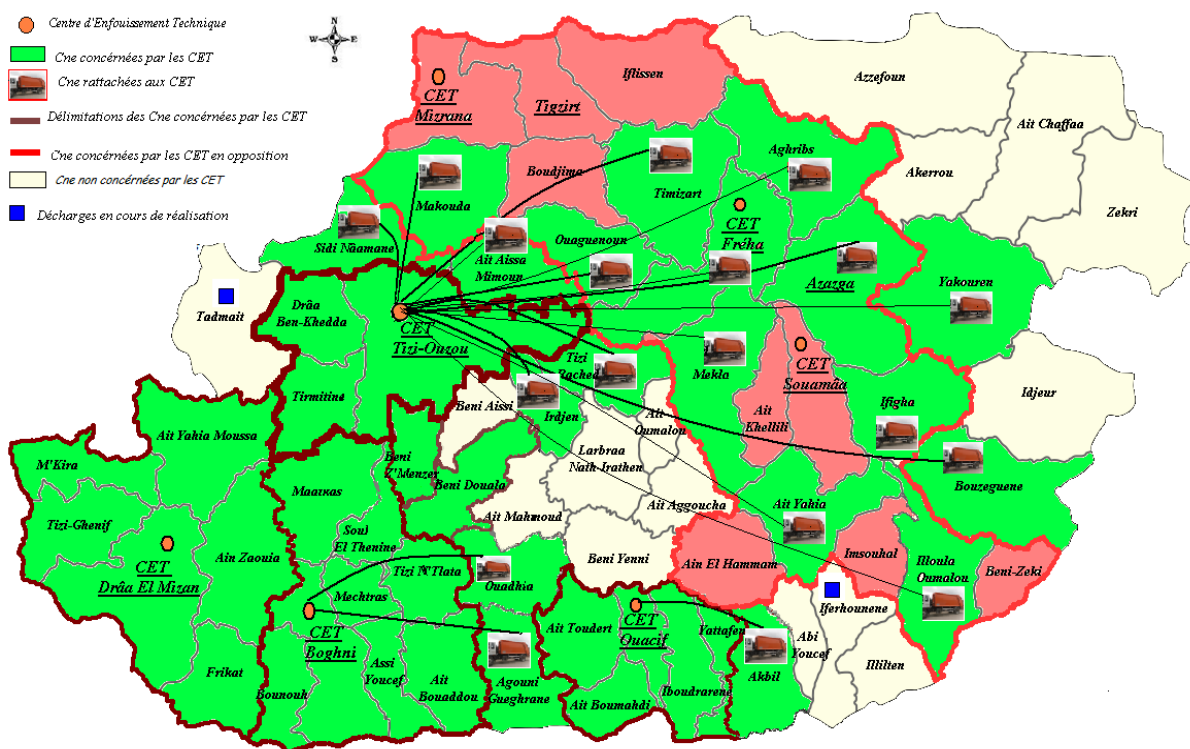 Centre d'Enfouissement Technique
Cne concérnées par les CET
Cne rattachées aux CET
Délimitations des Cne concérnées par les CET
Cne concérnées par les CET en opposition
Cne non concérnées par les CET
Décharges en cours de réalisation
N
W
E
S
CET
Mizrana
Tigzirt
Iflissen
Azzefoun
Ait Chaffaa
Akerrou
Zekri
Makouda
Boudjima
Timizart
Aghribs
CET
Fréha
Sidi Nâamane
Ait Aissa
Mimoun
Ouaguenoun
Azazga
Yakouren
Tadmait
Drâa
Ben-Khedda
CET
Tizi-Ouzou
Tizi
Rached
Mekla
CET
Souamâa
Idjeur
Tirmitine
Beni Aissi
Irdjen
Ait
Oumalou
Ait
Khellili
Ifigha
Ait Yahia Moussa
Larbraa
Nath-Irathen
Bouzeguene
M'Kira
Maatkas
Beni
Z'Menzer
Beni Douala
Ait Mahmoud
Ait Aggoucha
Ait Yahia
Tizi-Ghenif
Ain Zaouia
Souk
El Thenine
Beni Yenni
Ain El Hammam
Imsouhal
Illoula
Oumalou
Beni-Zeki
CET
Drâa El Mizan
Tizi N'Tlata
Ouadhia
Mechtras
Iferhounene
CET
Boghni
Ait Toudert
CET
Ouacif
Yattafen
Abi
Youcef
Illilten
Frikat
Bounouh
Assi
Youcef
Ait
Bouaddou
Agouni
Gueghrane
Ait Boumahdi
Iboudrarene
Akbil